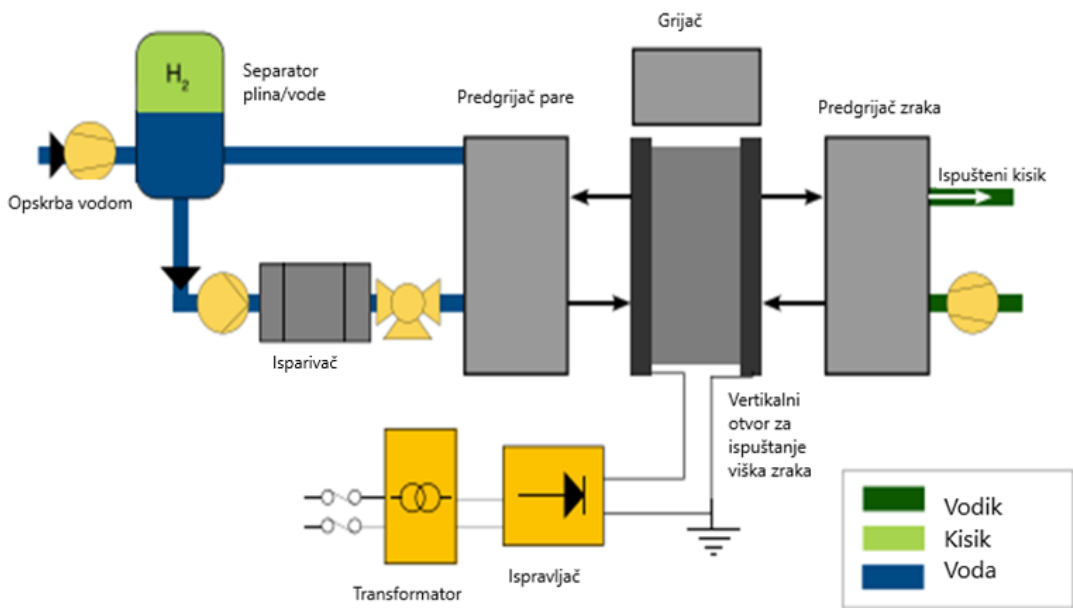 Grijač
H₂
Separator
plina/vode
Predgrijač pare
Predgrijač zraka
Ispušteni kisik
Opskrba vodom
Isparivač
Vertikalni
otvor za
ispuštanje
viška zraka
Vodik
Kisik
Voda
Transformator
Ispravljač